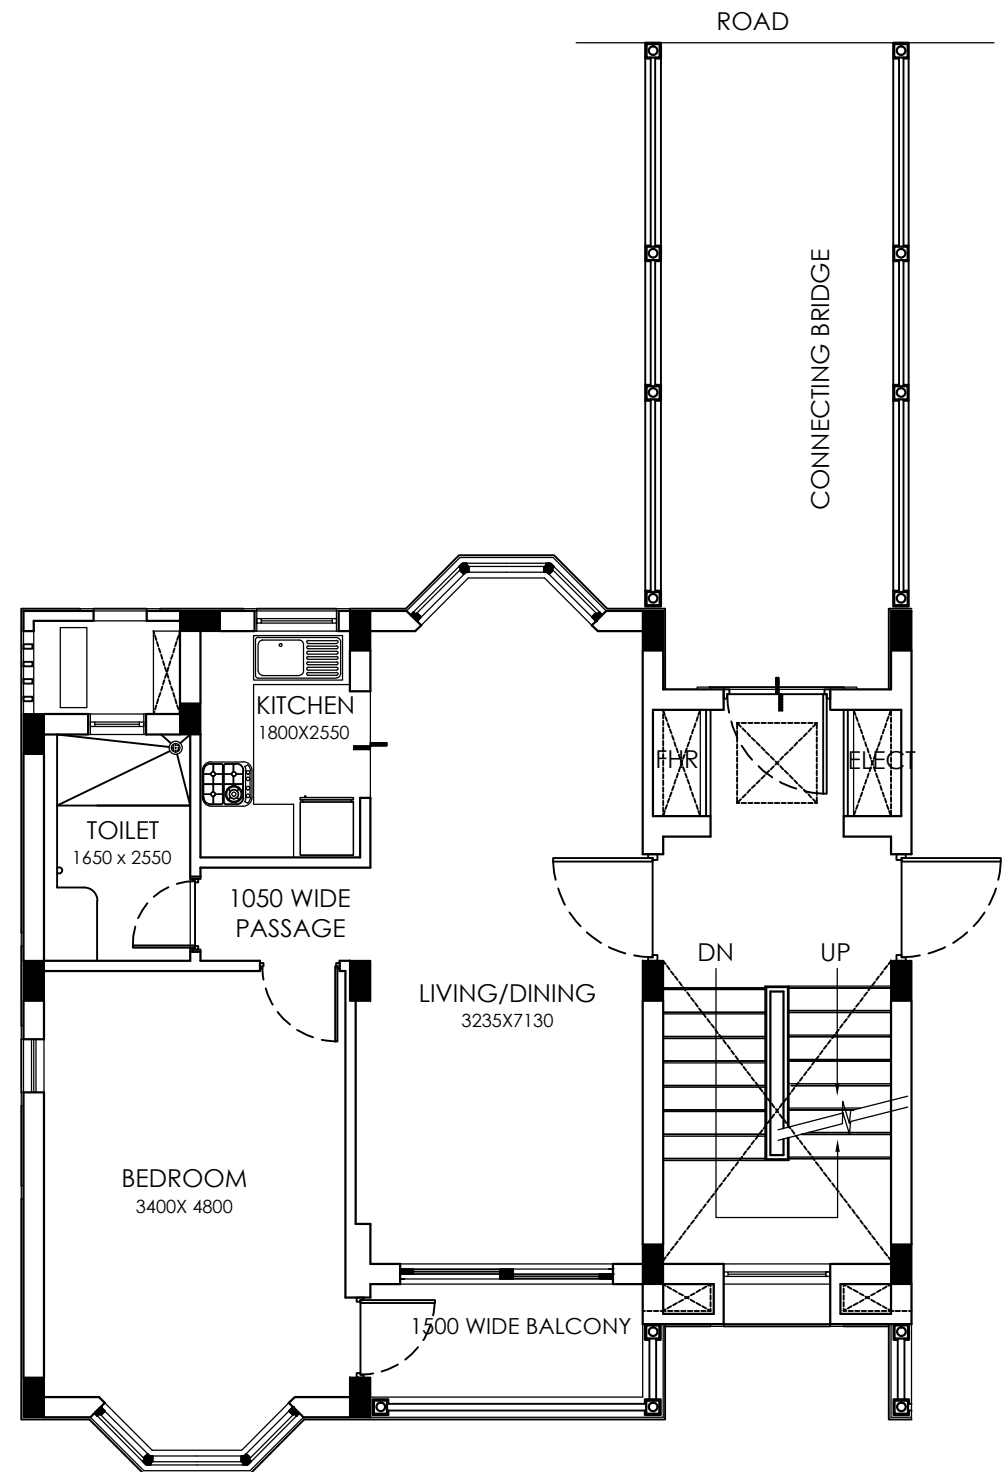 ROAD
CONNECTING BRIDGE
KITCHEN
1800X2550
FHR
ELECT
TOILET
1650 x 2550
1050 WIDE
PASSAGE
DN
UP
LIVING/DINING
3235X7130
BEDROOM
3400X 4800
1500 WIDE BALCONY